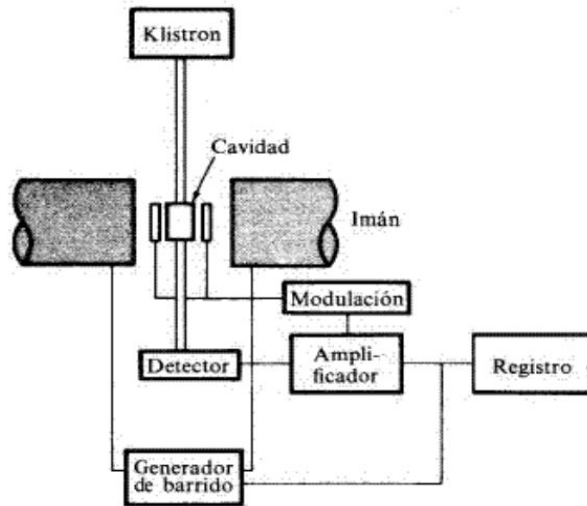 Klistron
Cavidad
Imán
Modulación
Detector
Ampli-
ficador
Registro
Generador
de barrido